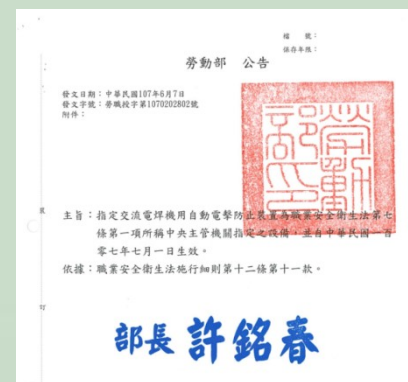 檔　號：
保存年限：
勞動部　公告
發文日期：中華民國107年6月7日
發文字號：勞職授字第1070202802號
附件：
勞動部印
主旨：指定交流電焊機用自動電擊防止裝置為職業安全衛生法第七
條第一項所稱中央主管機關指定之設備，並自中華民國一百
零七年七月一日生效。
依據：職業安全衛生法施行細則第十二條第十一款。
訂
部長 許銘春